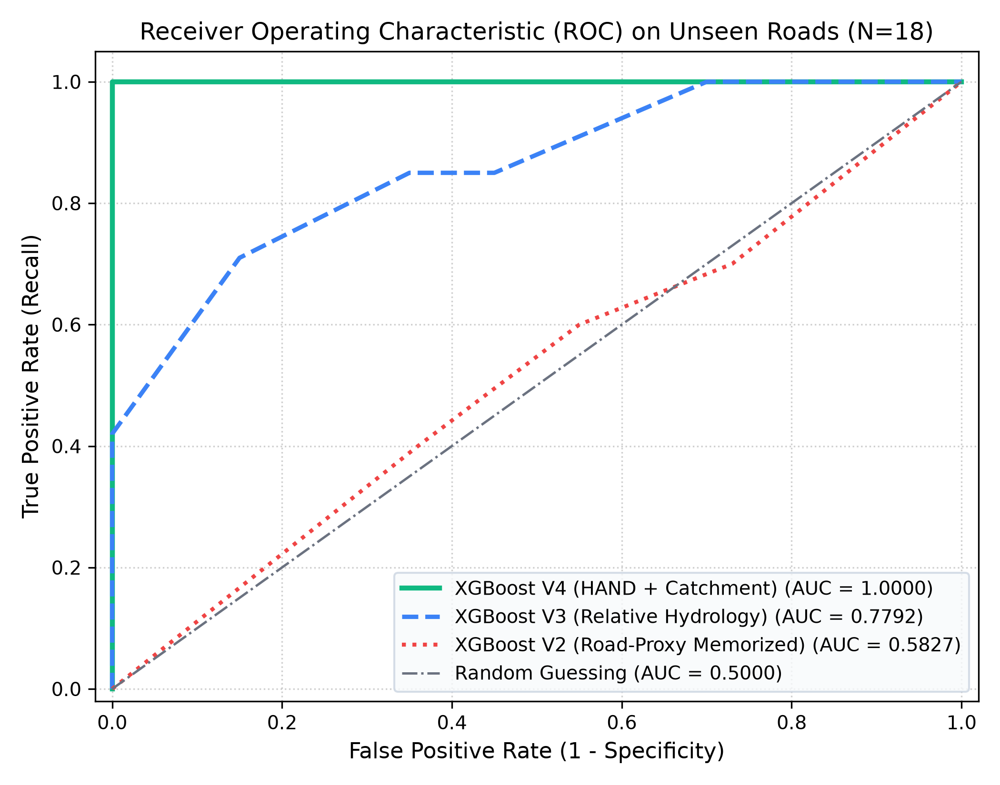 Receiver Operating Characteristic (ROC) on Unseen Roads (N=18)
True Positive Rate (Recall)
1.0
0.8
0.6
0.4
0.2
0.0
XGBoost V4 (HAND + Catchment) (AUC = 1.0000)
XGBoost V3 (Relative Hydrology) (AUC = 0.7792)
XGBoost V2 (Road-Proxy Memorized) (AUC = 0.5827)
Random Guessing (AUC = 0.5000)
0.0 0.2 0.4 0.6 0.8 1.0
False Positive Rate (1 - Specificity)